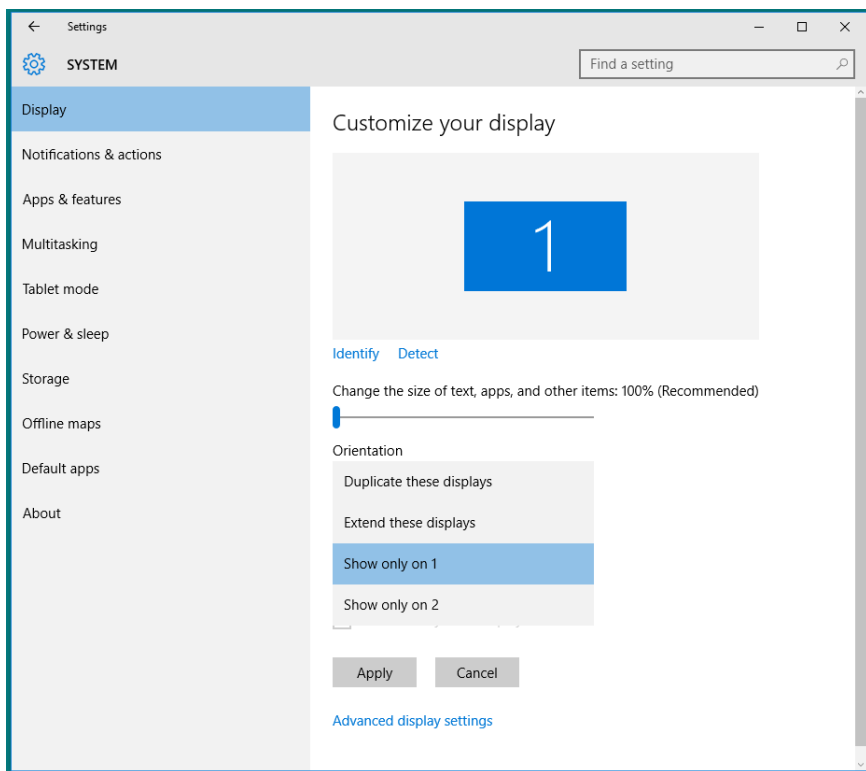 Settings
SYSTEM
Find a setting
Display
Notifications & actions
Apps & features
Multitasking
Tablet mode
Power & sleep
Storage
Offline maps
Default apps
About
Customize your display
1
Identify Detect
Change the size of text, apps, and other items: 100% (Recommended)
Orientation
Duplicate these displays
Extend these displays
Show only on 1
Show only on 2
Apply Cancel
Advanced display settings